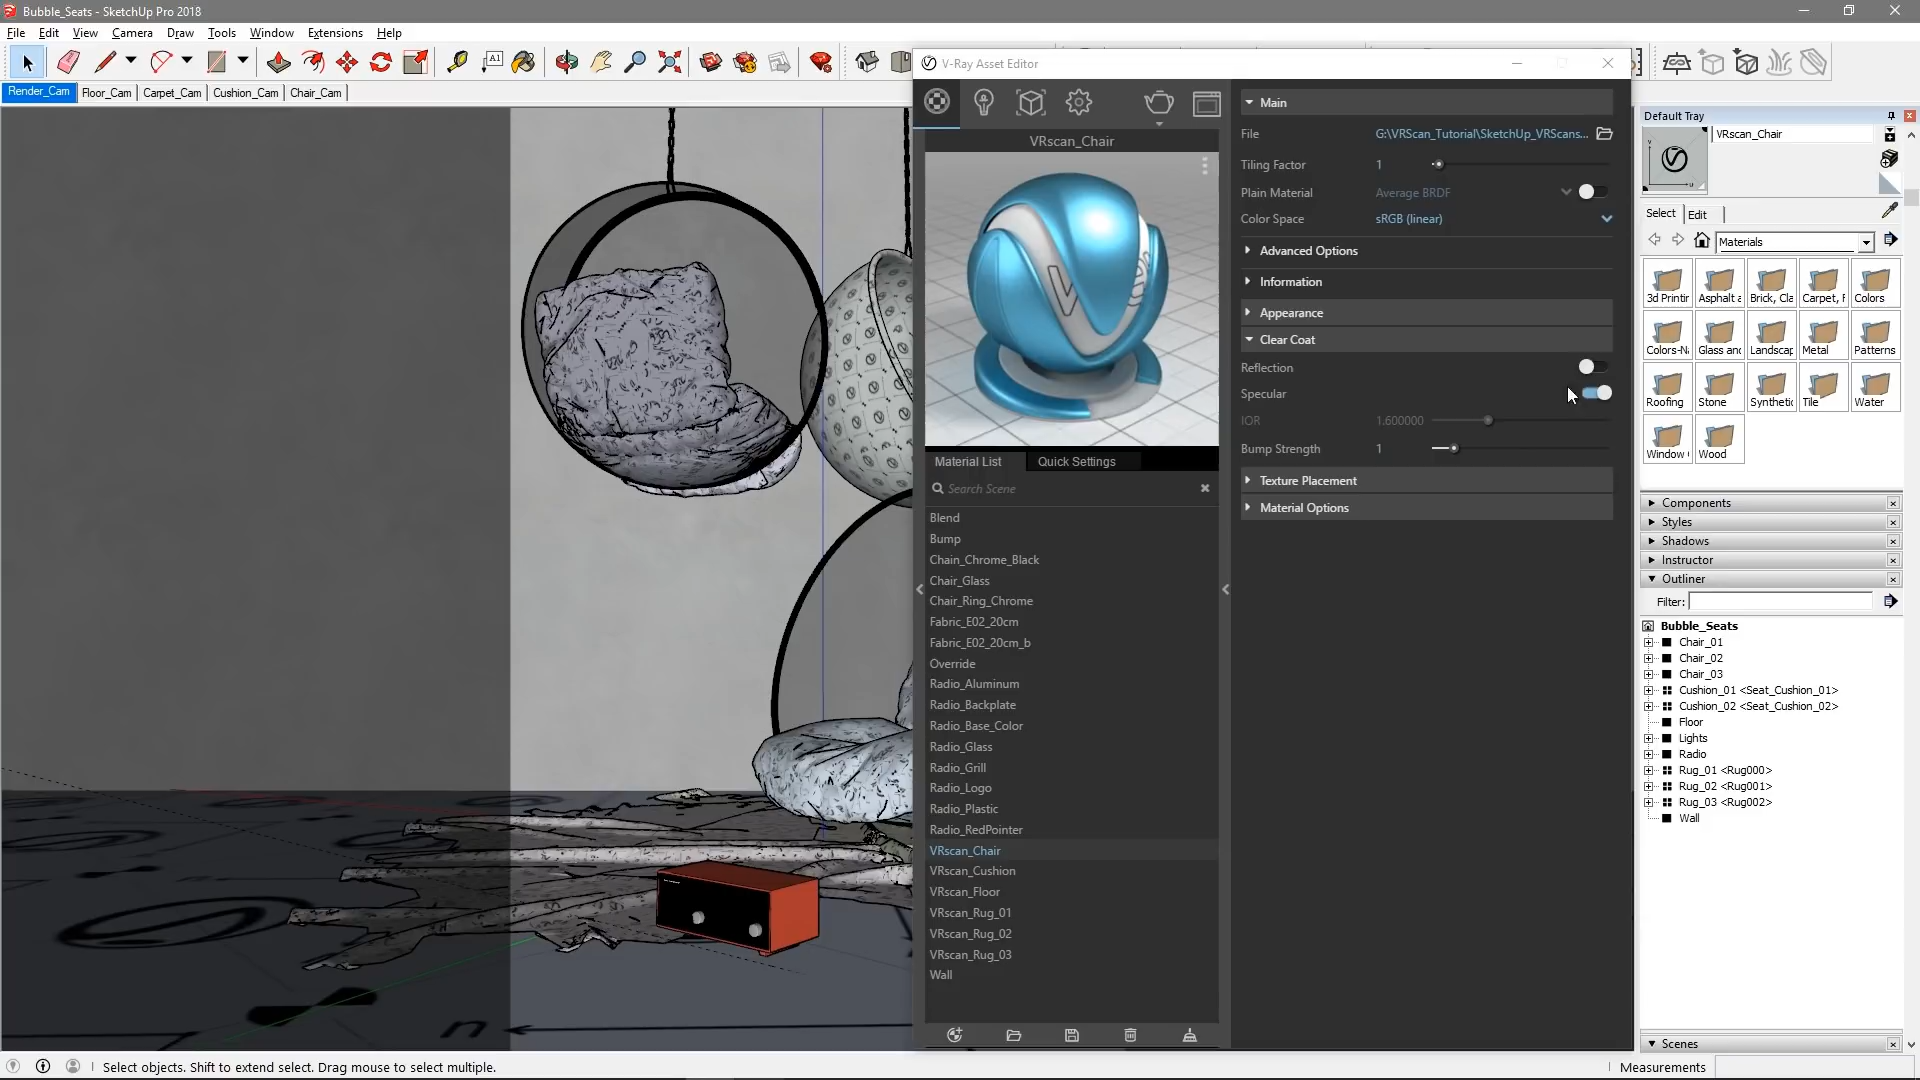 Bubble_Seats - SketchUp Pro 2018
File Edit View Camera Draw Tools Window Extensions Help
A1
Render_Cam Floor_Cam Carpet_Cam Cushion_Cam Chair_Cam
V-Ray Asset Editor
VRscan_Chair
Material List Quick Settings
Search Scene
Blend
Bump
Chain_Chrome_Black
Chair_Glass
Chair_Ring_Chrome
Fabric_E02_20cm
Fabric_E02_20cm_b
Override
Radio_Aluminum
Radio_Backplate
Radio_Base_Color
Radio_Glass
Radio_Grill
Radio_Logo
Radio_Plastic
Radio_RedPointer
VRscan_Chair
VRscan_Cushion
VRscan_Floor
VRscan_Rug_01
VRscan_Rug_02
VRscan_Rug_03
Wall
Main
File G:\VRScan_Tutorial\SketchUp_VRScans...
Tiling Factor 1
Plain Material Average BRDF
Color Space sRGB (linear)
Advanced Options
Information
Appearance
Clear Coat
Reflection
Specular
IOR 1.600000
Bump Strength 1
Texture Placement
Material Options
Default Tray
VRscan_Chair
Select Edit
Materials
3d Printin Asphalt a Brick, Cla Carpet, F Colors
Colors-Na Glass and Landscap Metal Patterns
Roofing Stone Synthetic Tile Water
Window Wood
Components
Styles
Shadows
Instructor
Outliner
Filter:
Bubble_Seats
Chair_01
Chair_02
Chair_03
Cushion_01 <Seat_Cushion_01>
Cushion_02 <Seat_Cushion_02>
Floor
Lights
Radio
Rug_01 <Rug000>
Rug_02 <Rug001>
Rug_03 <Rug002>
Wall
Scenes
Select objects. Shift to extend select. Drag mouse to select multiple.
Measurements